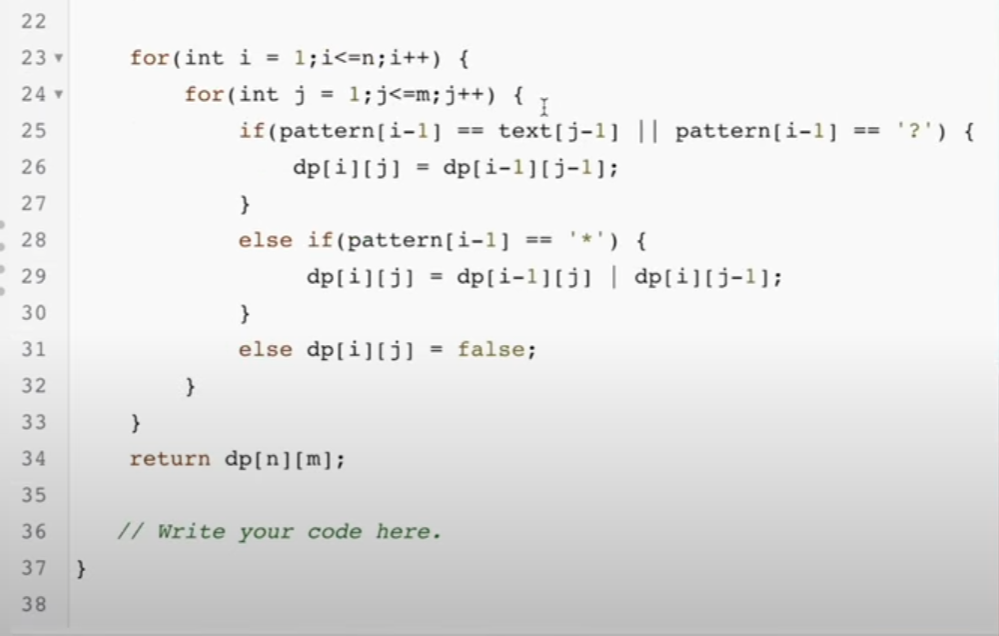 22
23 for(int i = 1;i<=n;i++) {
24 for(int j = 1;j<=m;j++) {
25 if(pattern[i-1] == text[j-1] || pattern[i-1] == '?') {
26 dp[i][j] = dp[i-1][j-1];
27 }
28 else if(pattern[i-1] == '*') {
29 dp[i][j] = dp[i-1][j] | dp[i][j-1];
30 }
31 else dp[i][j] = false;
32 }
33 }
34 return dp[n][m];
35
36 // Write your code here.
37 }
38